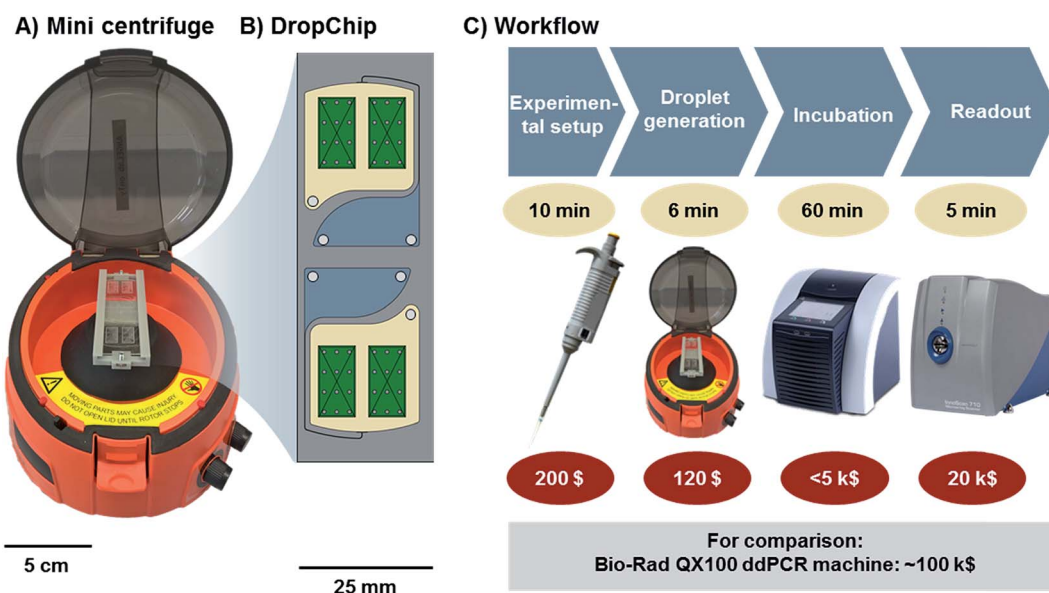 A) Mini centrifuge
B) DropChip
C) Workflow
Experimen-
tal setup
Droplet
generation
Incubation
Readout
10 min
6 min
60 min
5 min
MOVING PARTS MAY CAUSE INJURY
DO NOT OPEN LID UNTIL ROTOR STOPS
200 $
120 $
<5 k$
20 k$
5 cm
25 mm
For comparison:
Bio-Rad QX100 ddPCR machine: ~100 k$